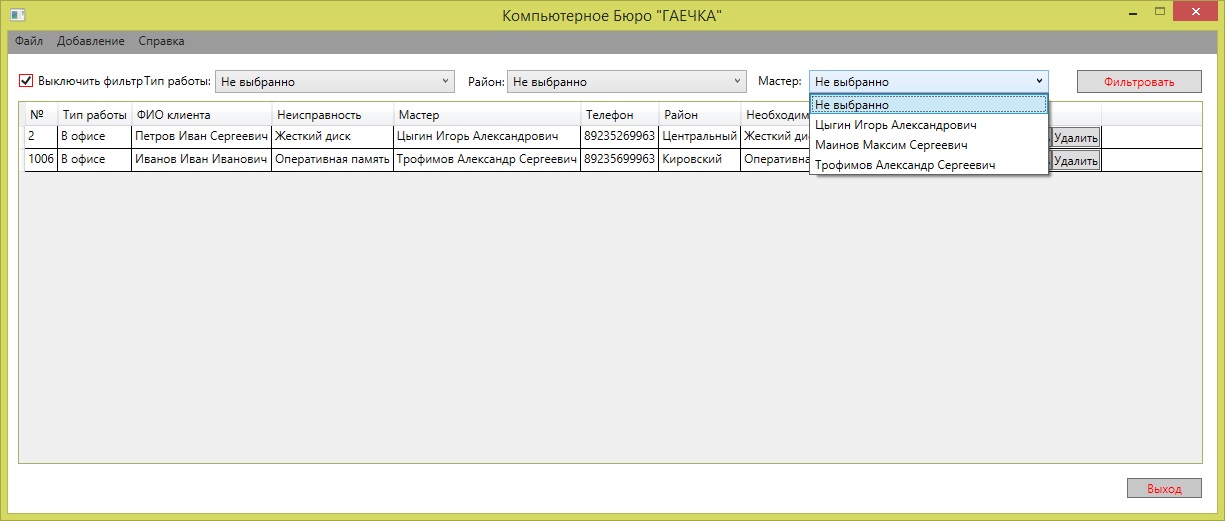 Компьютерное Бюро "ГАЕЧКА"
Файл Добавление Справка
Выключить фильтр Тип работы: Не выбранно Район: Не выбранно Мастер: Не выбранно Фильтровать
Не выбранно
Цыгин Игорь Александрович
Маинов Максим Сергеевич
Трофимов Александр Сергеевич
№ Тип работы ФИО клиента Неисправность Мастер Телефон Район
2 В офисе Петров Иван Сергеевич Жесткий диск Цыгин Игорь Александрович 89235269963 Центральный Жесткий Удалить
1006 В офисе Иванов Иван Иванович Оперативная память Трофимов Александр Сергеевич 89235699963 Кировский Удалить
Выход